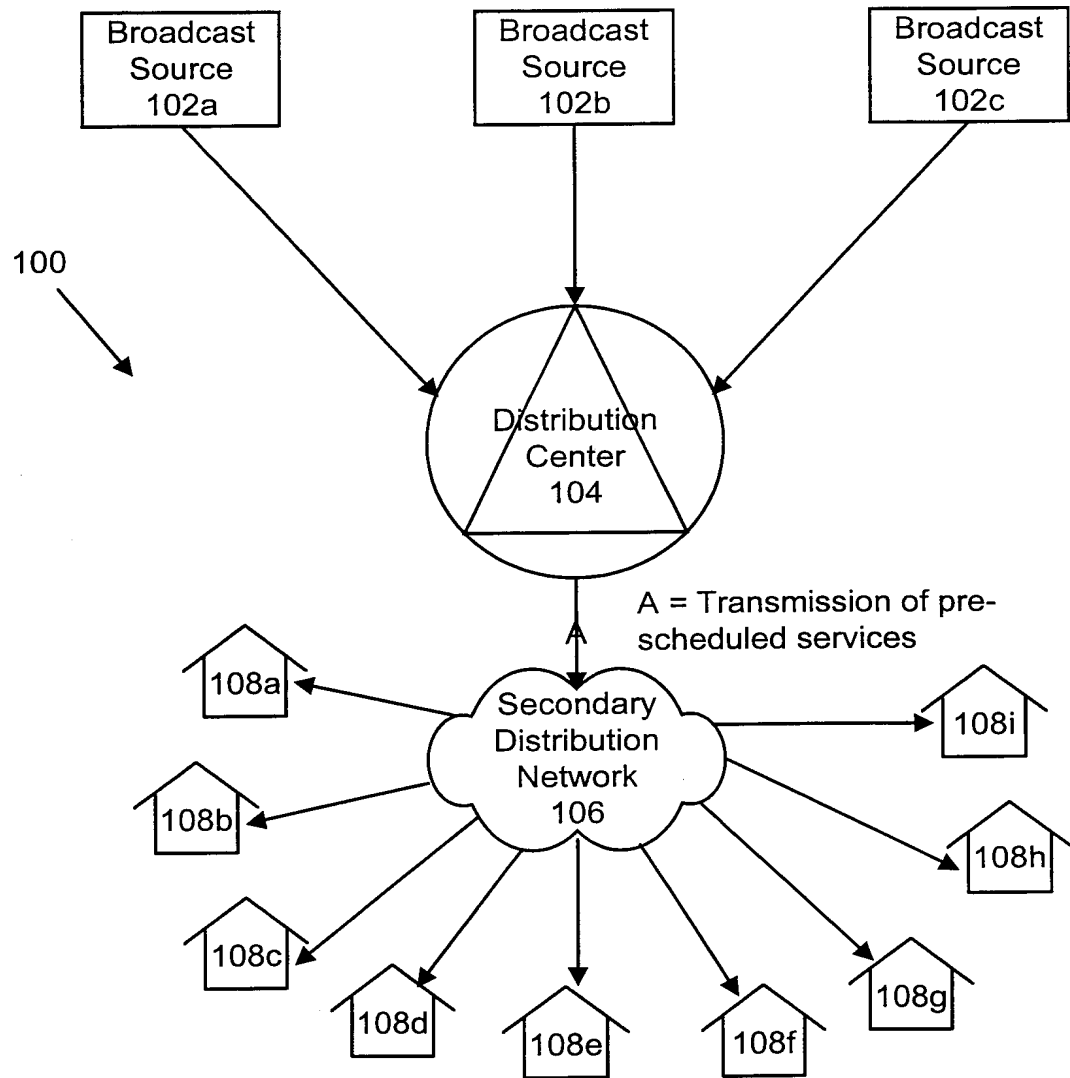 Broadcast
Source
102a
Broadcast
Source
102b
Broadcast
Source
102c
100
Distribution
Center
104
A = Transmission of pre-
scheduled services
A
Secondary
Distribution
Network
106
108a
108b
108c
108d
108e
108f
108g
108h
108i